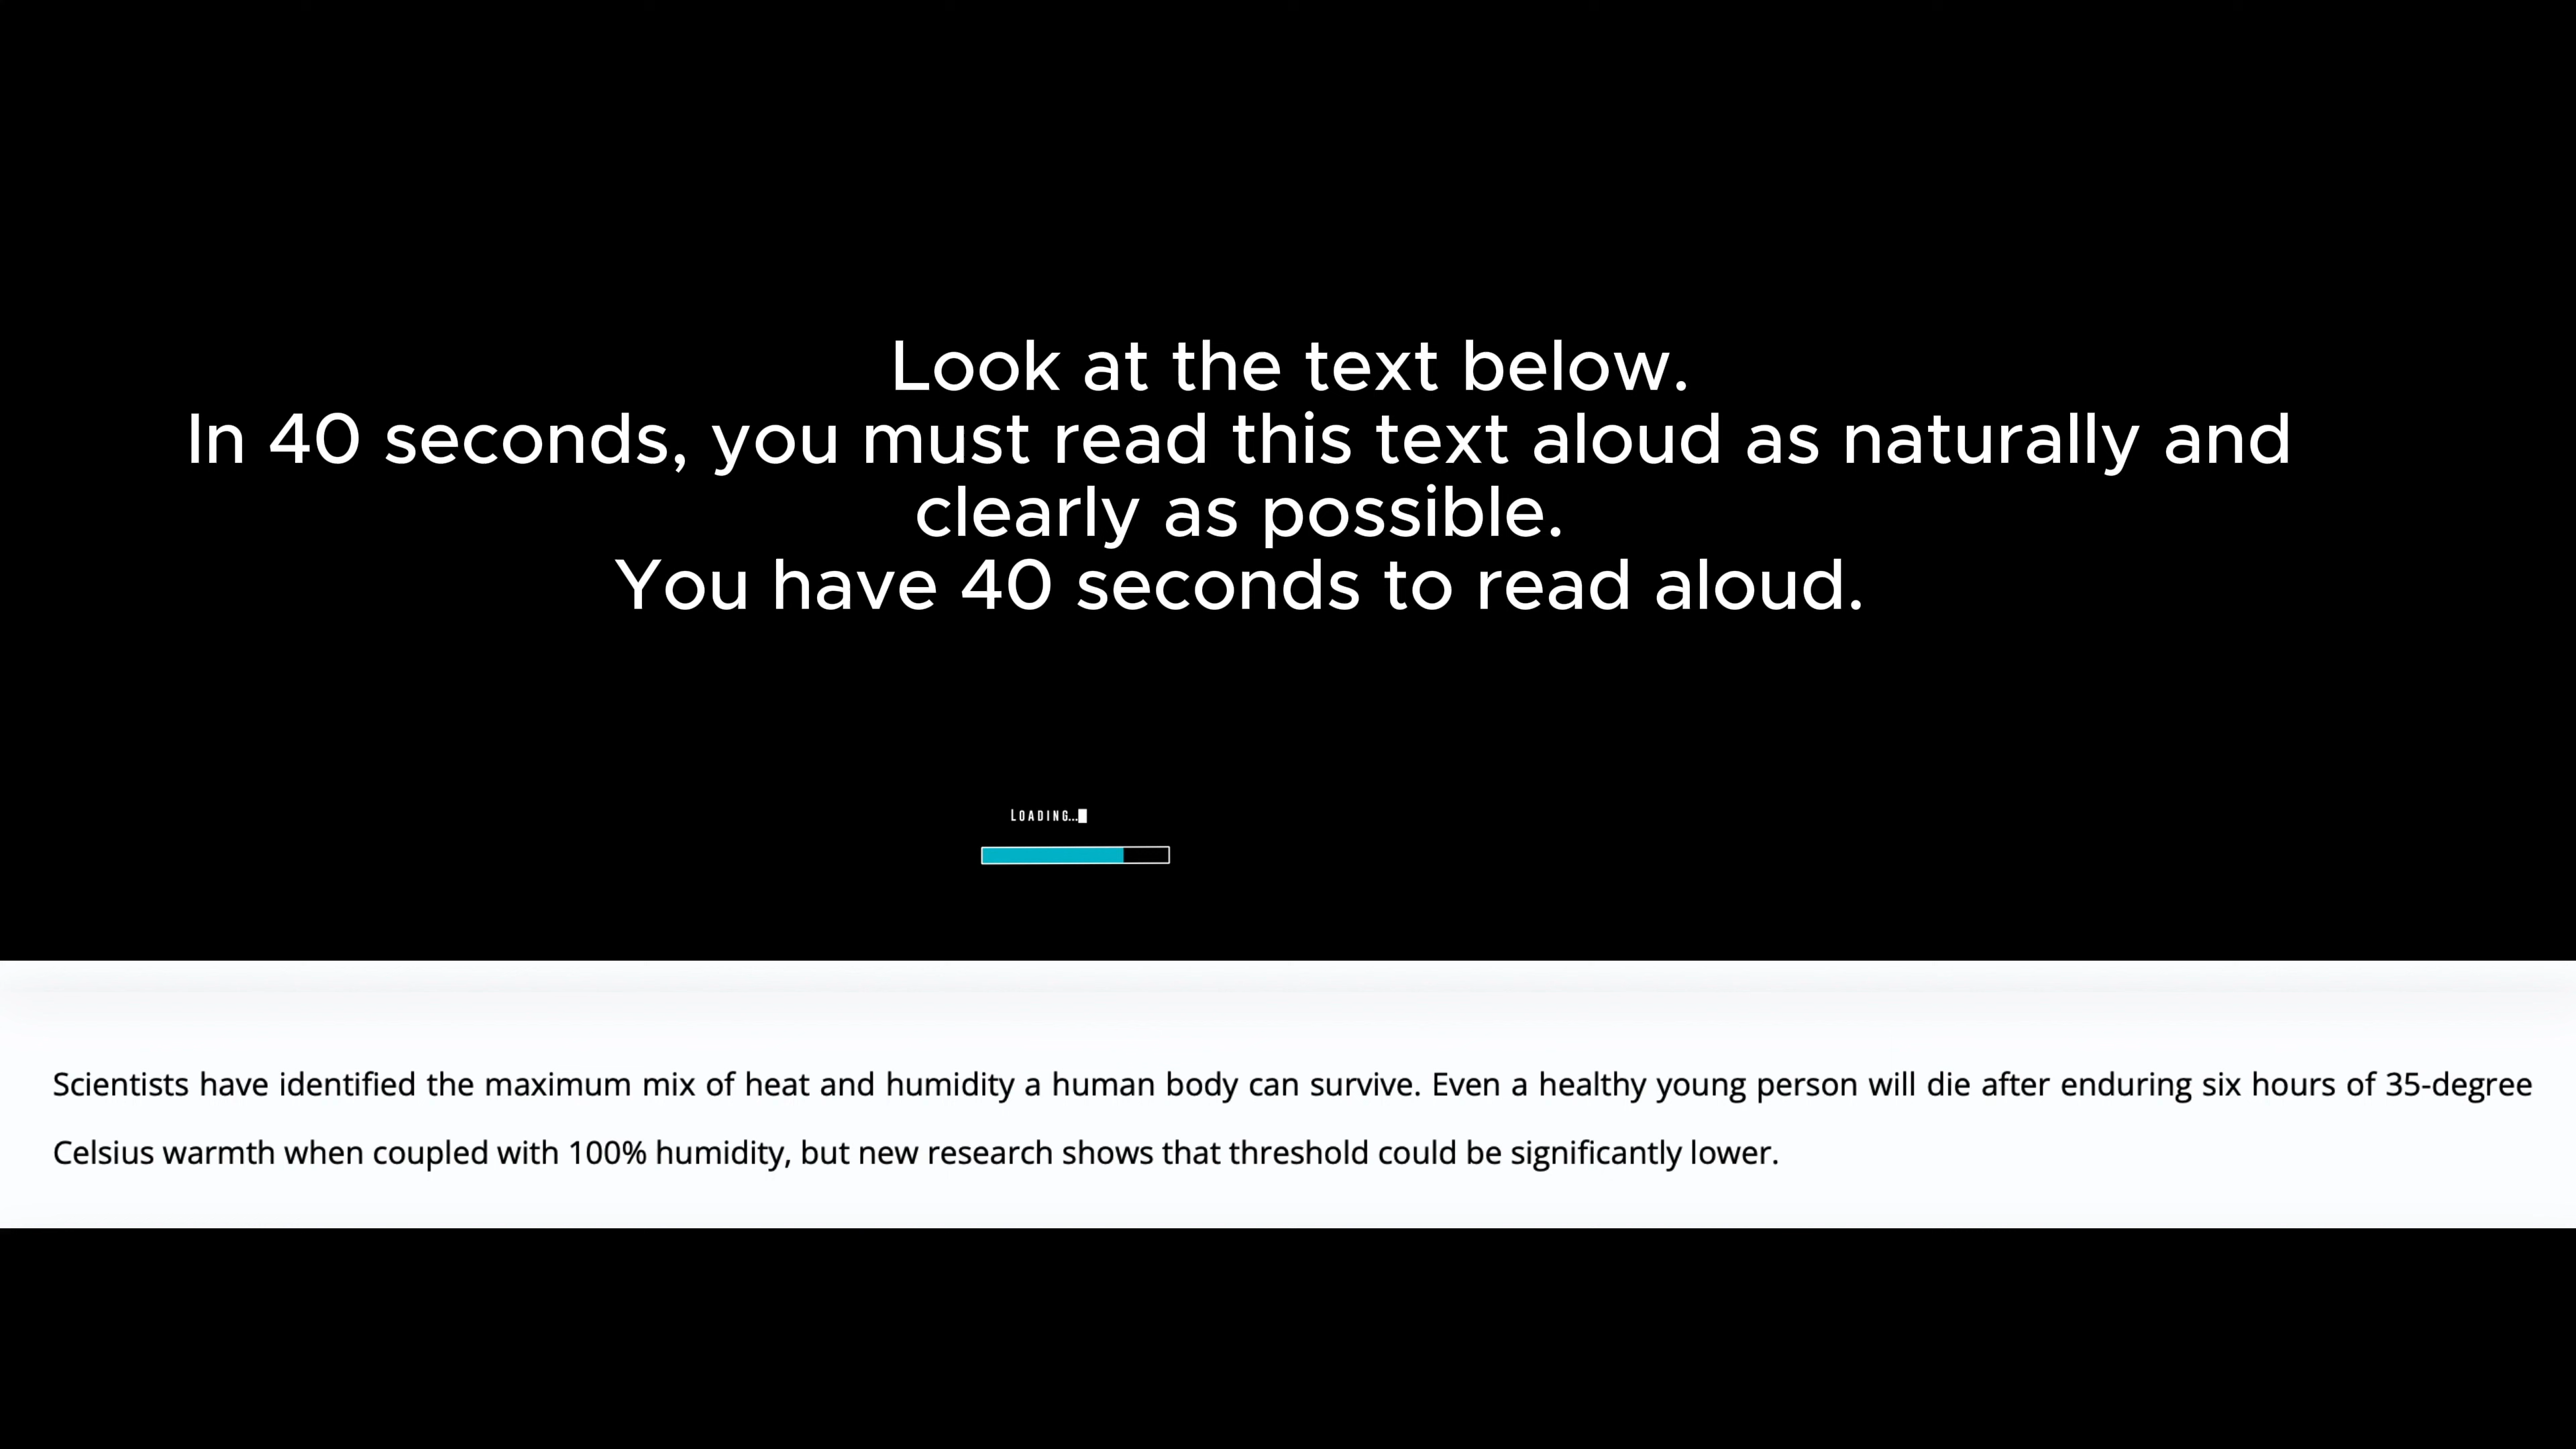 Look at the text below.
In 40 seconds, you must read this text aloud as naturally and
clearly as possible.
You have 40 seconds to read aloud.
LOADING...
Scientists have identified the maximum mix of heat and humidity a human body can survive. Even a healthy young person will die after enduring six hours of 35-degree
Celsius warmth when coupled with 100% humidity, but new research shows that threshold could be significantly lower.